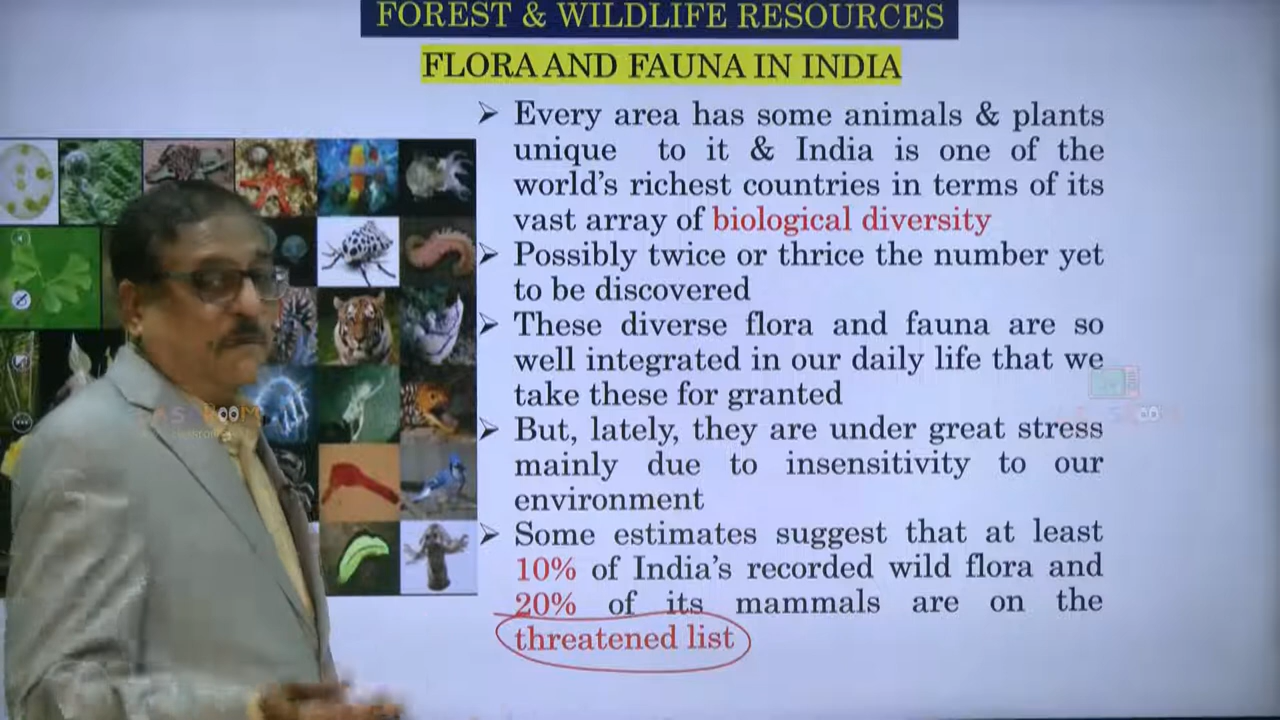 FOREST & WILDLIFE RESOURCES
FLORA AND FAUNA IN INDIA
➢ Every area has some animals & plants
unique to it & India is one of the
world's richest countries in terms of its
vast array of biological diversity
➢ Possibly twice or thrice the number yet
to be discovered
➢ These diverse flora and fauna are so
well integrated in our daily life that we
take these for granted
➢ But, lately, they are under great stress
mainly due to insensitivity to our
environment
➢ Some estimates suggest that at least
10% of India's recorded wild flora and
20% of its mammals are on the
threatened list